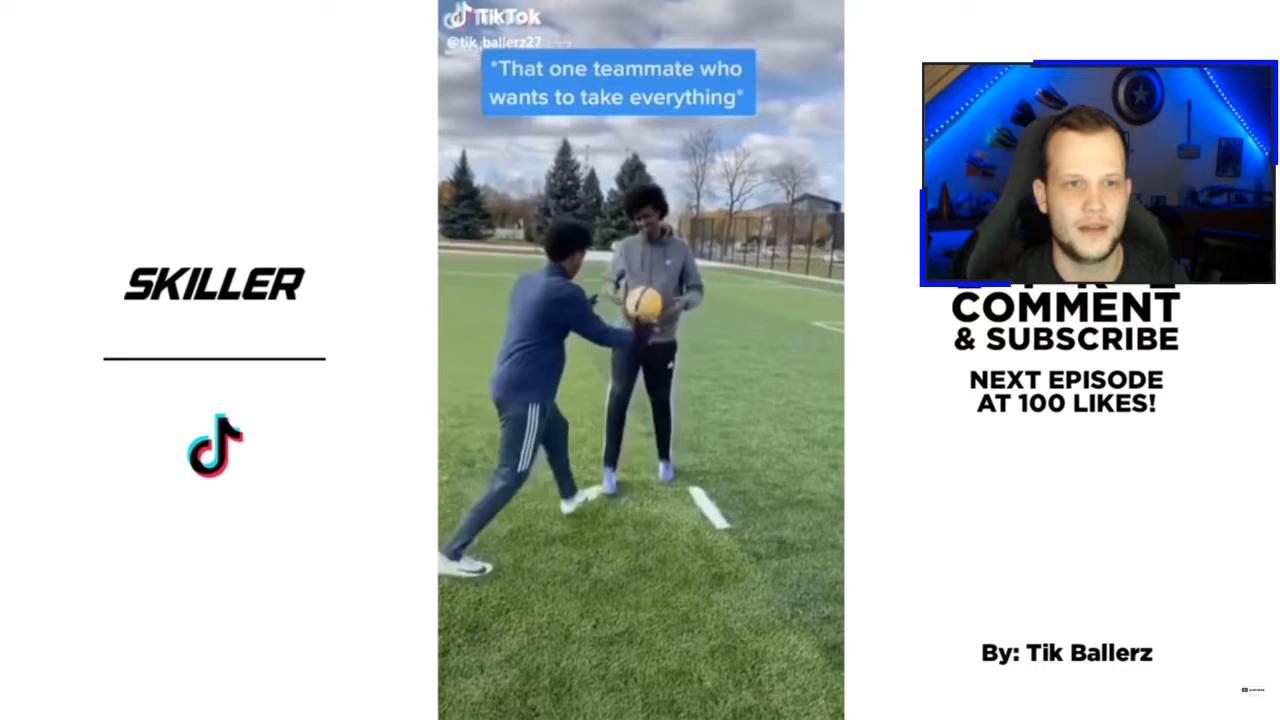 TikTok
@tik_ballerz27
*That one teammate who
wants to take everything*
SKILLER
COMMENT
& SUBSCRIBE
NEXT EPISODE
AT 100 LIKES!
By: Tik Ballerz